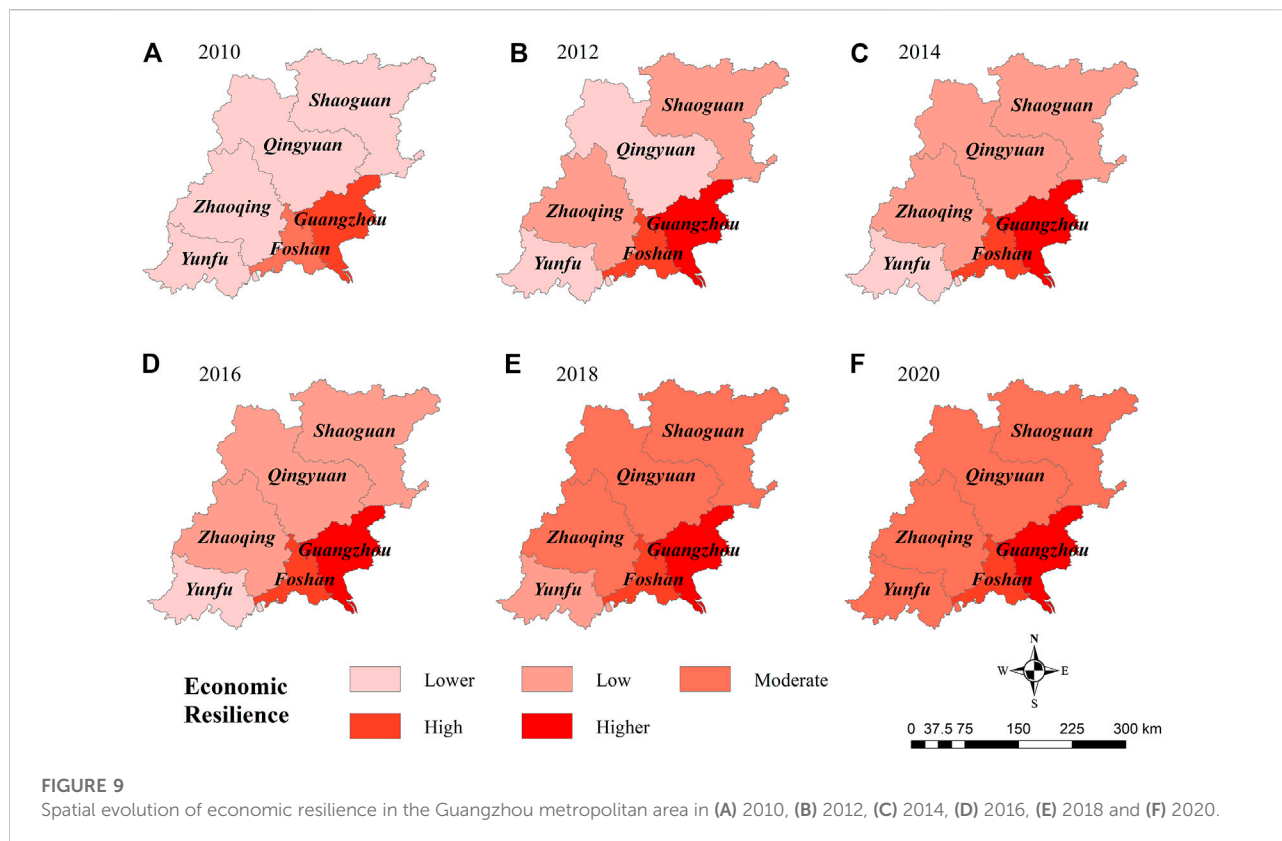 A 2010
Shaoguan
Qingyuan
Zhaoqing
Guangzhou
Foshan
Yunfu
B 2012
Shaoguan
Qingyuan
Zhaoqing
Guangzhou
Foshan
Yunfu
C 2014
Shaoguan
Qingyuan
Zhaoqing
Guangzhou
Foshan
Yunfu
D 2016
Shaoguan
Qingyuan
Zhaoqing
Guangzhou
Foshan
Yunfu
E 2018
Shaoguan
Qingyuan
Zhaoqing
Guangzhou
Foshan
Yunfu
F 2020
Shaoguan
Qingyuan
Zhaoqing
Guangzhou
Foshan
Yunfu
Economic
Resilience
Lower Low Moderate
High Higher
N
W E
S
0 37.5 75 150 225 300 km
FIGURE 9
Spatial evolution of economic resilience in the Guangzhou metropolitan area in (A) 2010, (B) 2012, (C) 2014, (D) 2016, (E) 2018 and (F) 2020.